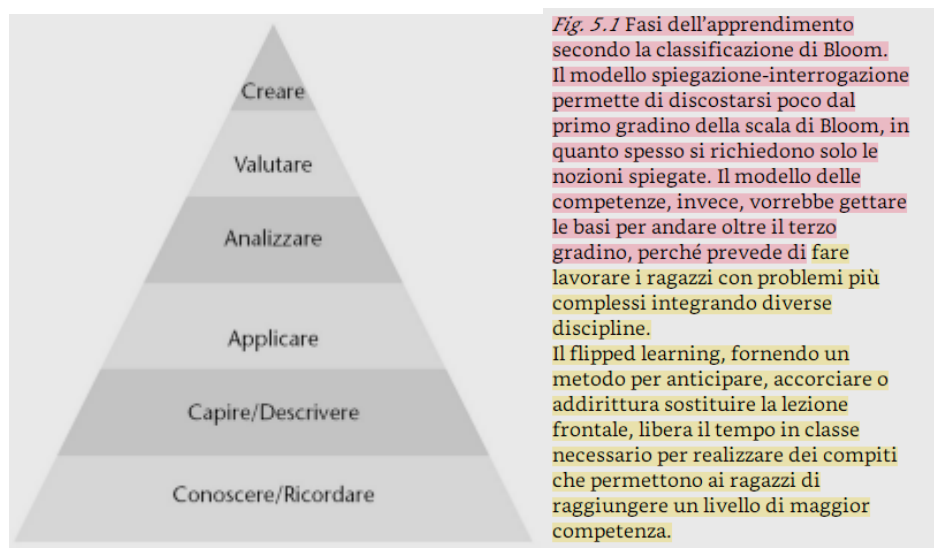 Creare
Valutare
Analizzare
Applicare
Capire/Descrivere
Conoscere/Ricordare
Fig. 5.1 Fasi dell’apprendimento
secondo la classificazione di Bloom.
Il modello spiegazione-interrogazione
permette di discostarsi poco dal
primo gradino della scala di Bloom, in
quanto spesso si richiedono solo le
nozioni spiegate. Il modello delle
competenze, invece, vorrebbe gettare
le basi per andare oltre il terzo
gradino, perché prevede di fare
lavorare i ragazzi con problemi più
complessi integrando diverse
discipline.
Il flipped learning, fornendo un
metodo per anticipare, accorciare o
addirittura sostituire la lezione
frontale, libera il tempo in classe
necessario per realizzare dei compiti
che permettono ai ragazzi di
raggiungere un livello di maggior
competenza.